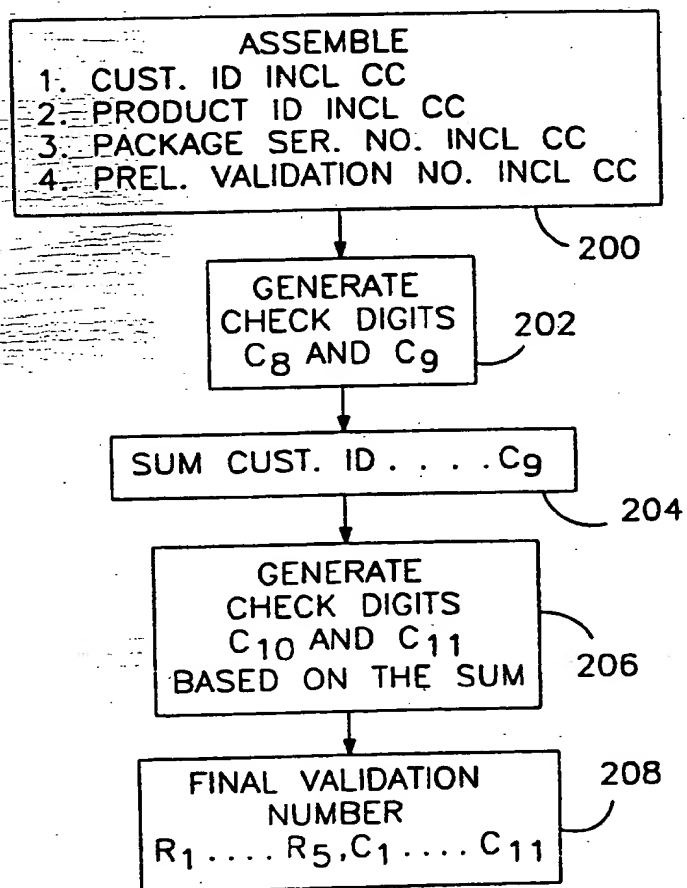 ASSEMBLE
1. CUST. ID INCL CC
2. PRODUCT ID INCL CC
3. PACKAGE SER. NO. INCL CC
4. PREL. VALIDATION NO. INCL CC
200
GENERATE
CHECK DIGITS
C8 AND C9
202
SUM CUST. ID . . . . C9
204
GENERATE
CHECK DIGITS
C10 AND C11
BASED ON THE SUM
206
FINAL VALIDATION
NUMBER
R1 .... R5,C1 .... C11
208